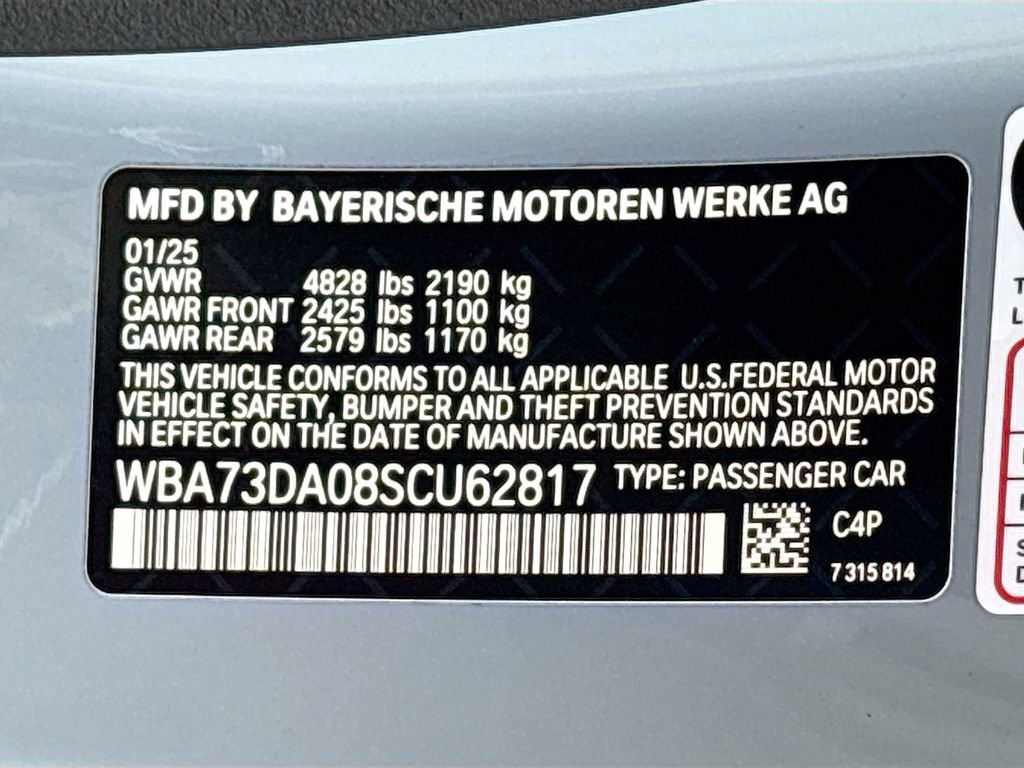 MFD BY BAYERISCHE MOTOREN WERKE AG
01/25
GVWR 4828 lbs 2190 kg
GAWR FRONT 2425 lbs 1100 kg
GAWR REAR 2579 lbs 1170 kg
THIS VEHICLE CONFORMS TO ALL APPLICABLE U.S.FEDERAL MOTOR
VEHICLE SAFETY, BUMPER AND THEFT PREVENTION STANDARDS
IN EFFECT ON THE DATE OF MANUFACTURE SHOWN ABOVE.
WBA73DA08SCU62817 TYPE: PASSENGER CAR
C4P
7 315 814